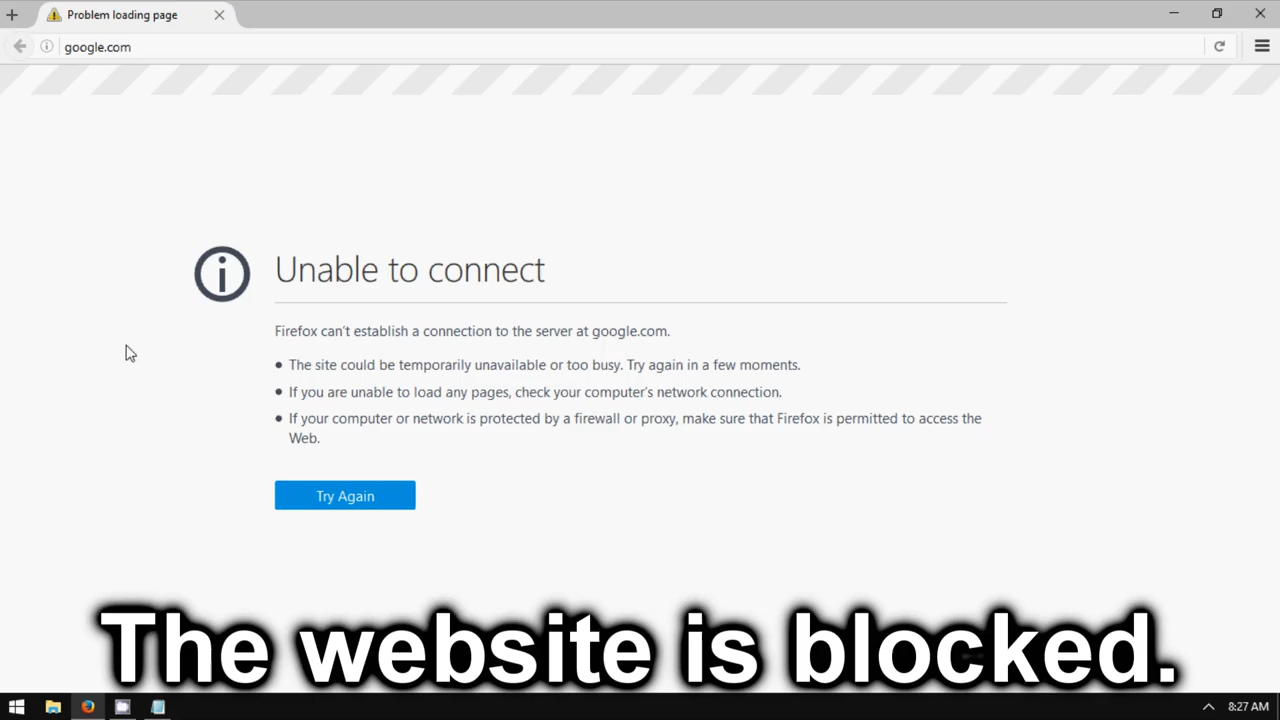 Problem loading page
google.com
Unable to connect
Firefox can't establish a connection to the server at google.com.
● The site could be temporarily unavailable or too busy. Try again in a few moments.
● If you are unable to load any pages, check your computer's network connection.
● If your computer or network is protected by a firewall or proxy, make sure that Firefox is permitted to access the
Web.
Try Again
The website is blocked.
8:27 AM